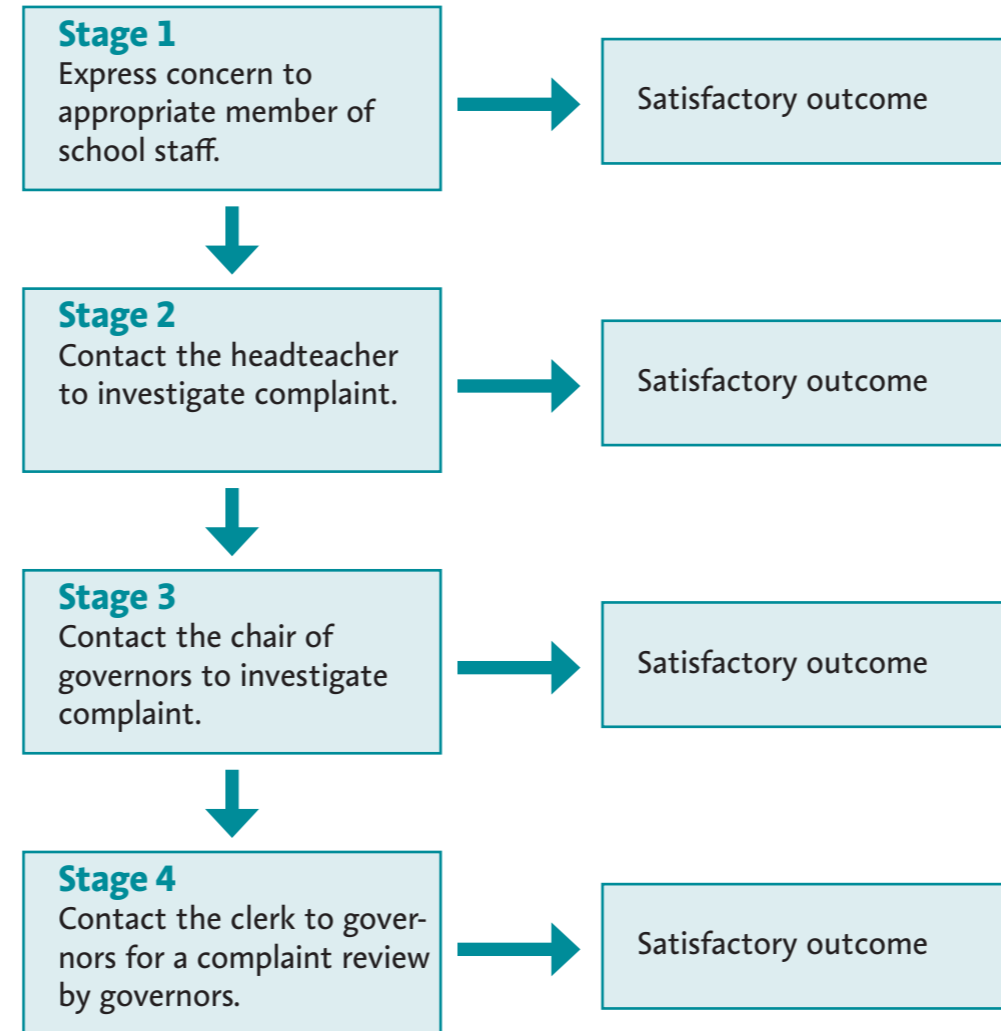 Stage 1
Express concern to
appropriate member of
school staff.
Satisfactory outcome
Stage 2
Contact the headteacher
to investigate complaint.
Satisfactory outcome
Stage 3
Contact the chair of
governors to investigate
complaint.
Satisfactory outcome
Stage 4
Contact the clerk to gover-
nors for a complaint review
by governors.
Satisfactory outcome